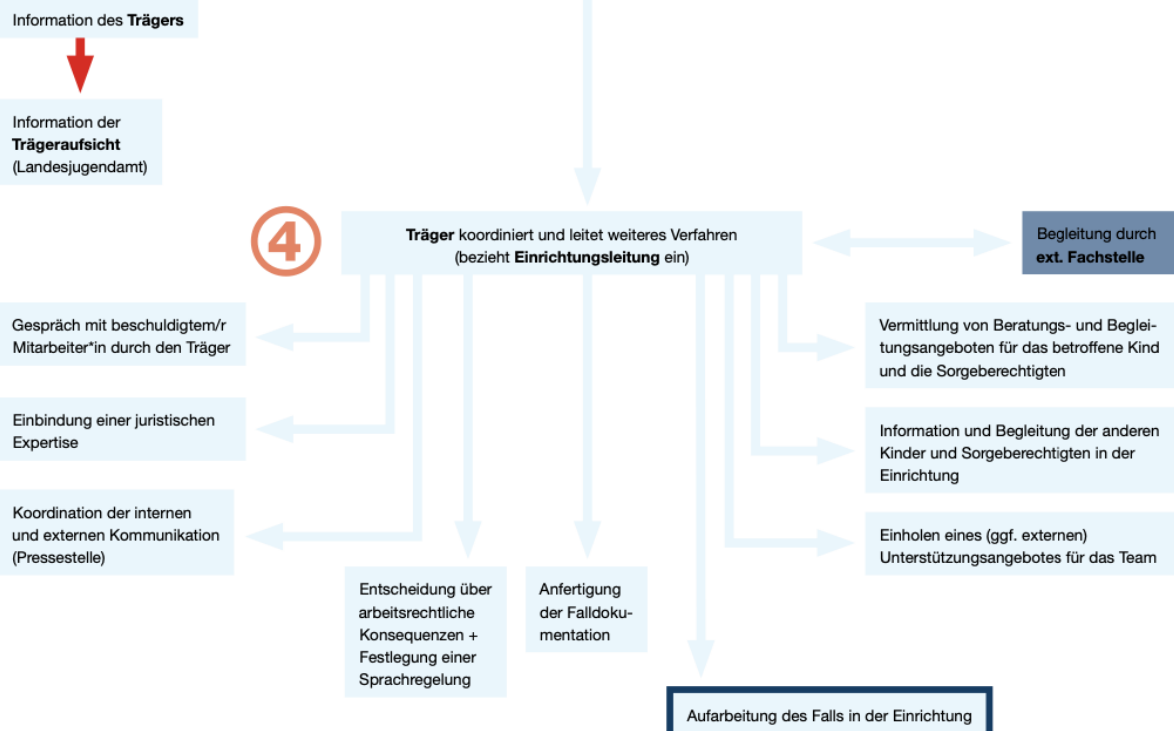 Information des Trägers
Information der
Trägeraufsicht
(Landesjugendamt)
4
Träger koordiniert und leitet weiteres Verfahren
(bezieht Einrichtungsleitung ein)
Begleitung durch
ext. Fachstelle
Gespräch mit beschuldigtem/r
Mitarbeiter*in durch den Träger
Einbindung einer juristischen
Expertise
Koordination der internen
und externen Kommunikation
(Pressestelle)
Entscheidung über
arbeitsrechtliche
Konsequenzen +
Festlegung einer
Sprachregelung
Anfertigung
der Falldoku-
mentation
Aufarbeitung des Falls in der Einrichtung
Vermittlung von Beratungs- und Beglei-
tungsangeboten für das betroffene Kind
und die Sorgeberechtigten
Information und Begleitung der anderen
Kinder und Sorgeberechtigten in der
Einrichtung
Einholen eines (ggf. externen)
Unterstützungsangebotes für das Team